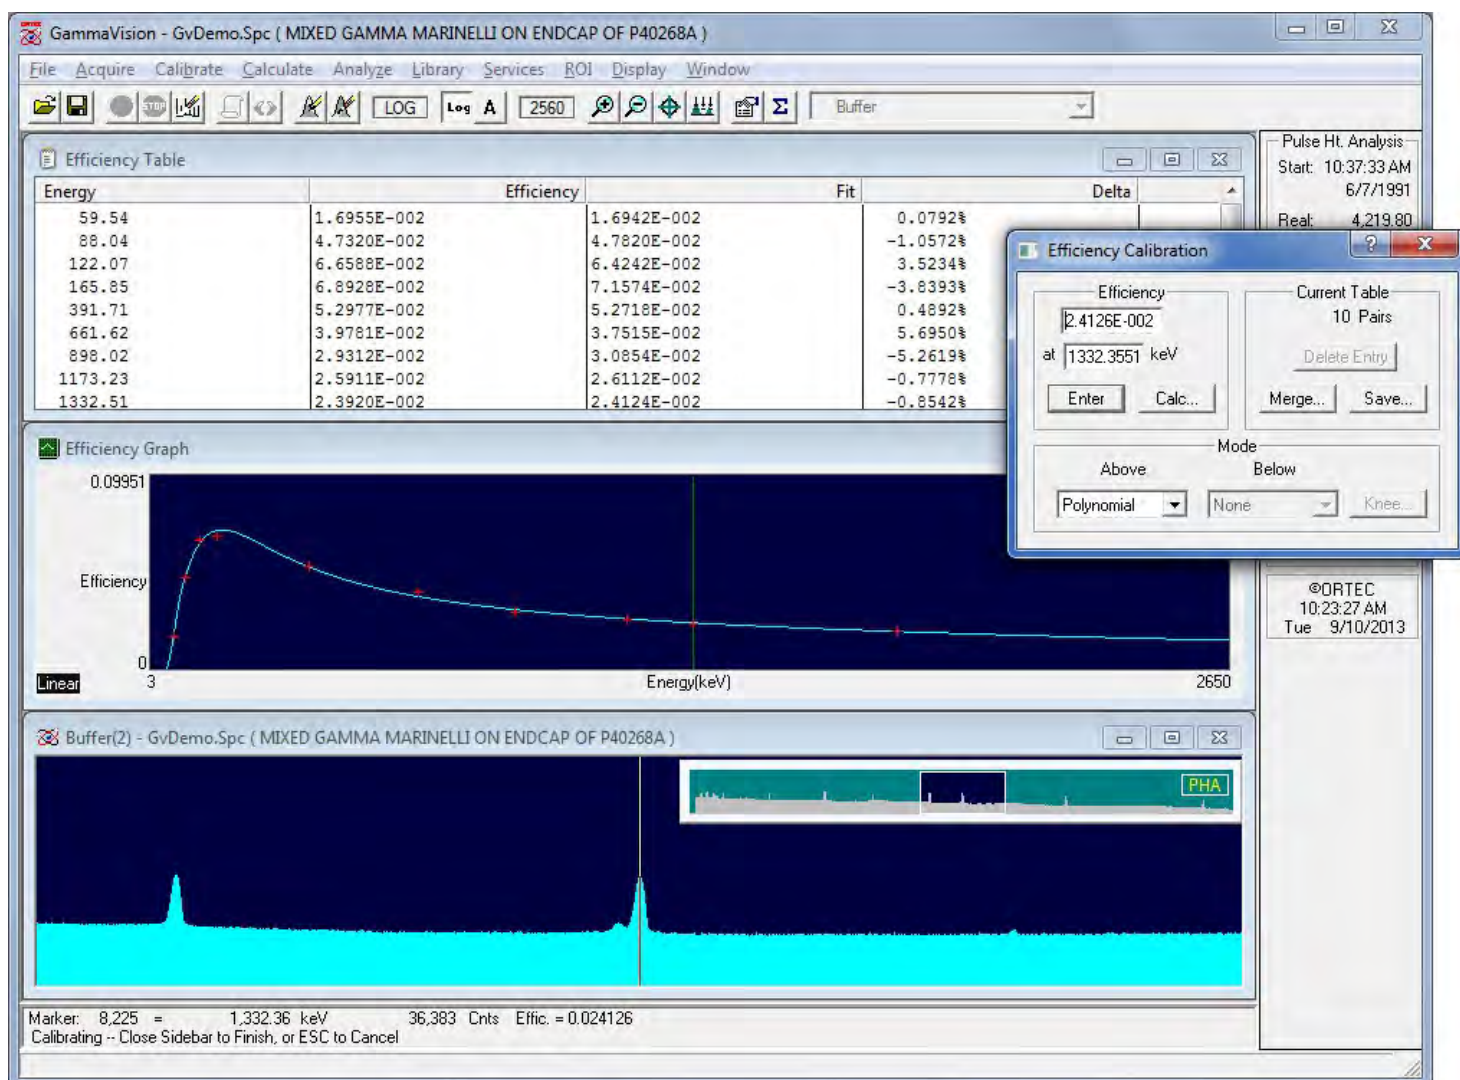 GammaVision - GvDemo.Spc ( MIXED GAMMA MARINELLI ON ENDCAP OF P40268A )
File Acquire Calibrate Calculate Analyze Library Services ROI Display Window
STOP LOG Log A 2560 Σ Buffer
Efficiency Table
Energy Efficiency Fit Delta
59.54 1.6955E-002 1.6942E-002 0.0792%
88.04 4.7320E-002 4.7820E-002 -1.0572%
122.07 6.6588E-002 6.4242E-002 3.5234%
165.85 6.8928E-002 7.1574E-002 -3.8393%
391.71 5.2977E-002 5.2718E-002 0.4892%
661.62 3.9781E-002 3.7515E-002 5.6950%
898.02 2.9312E-002 3.0854E-002 -5.2619%
1173.23 2.5911E-002 2.6112E-002 -0.7778%
1332.51 2.3920E-002 2.4124E-002 -0.8542%
Pulse Ht. Analysis
Start: 10:37:33 AM
6/7/1991
Real: 4,219.80
Efficiency Calibration
Efficiency
2.4126E-002
at 1332.3551 keV
Enter Calc...
Current Table
10 Pairs
Delete Entry
Merge... Save...
Mode
Above Below
Polynomial None Knee...
Efficiency Graph
0.09951
Efficiency
0
Linear 3 Energy(keV) 2650
©ORTEC
10:23:27 AM
Tue 9/10/2013
Buffer(2) - GvDemo.Spc ( MIXED GAMMA MARINELLI ON ENDCAP OF P40268A )
PHA
Marker: 8,225 = 1,332.36 keV 36,383 Cnts Effic. = 0.024126
Calibrating -- Close Sidebar to Finish, or ESC to Cancel